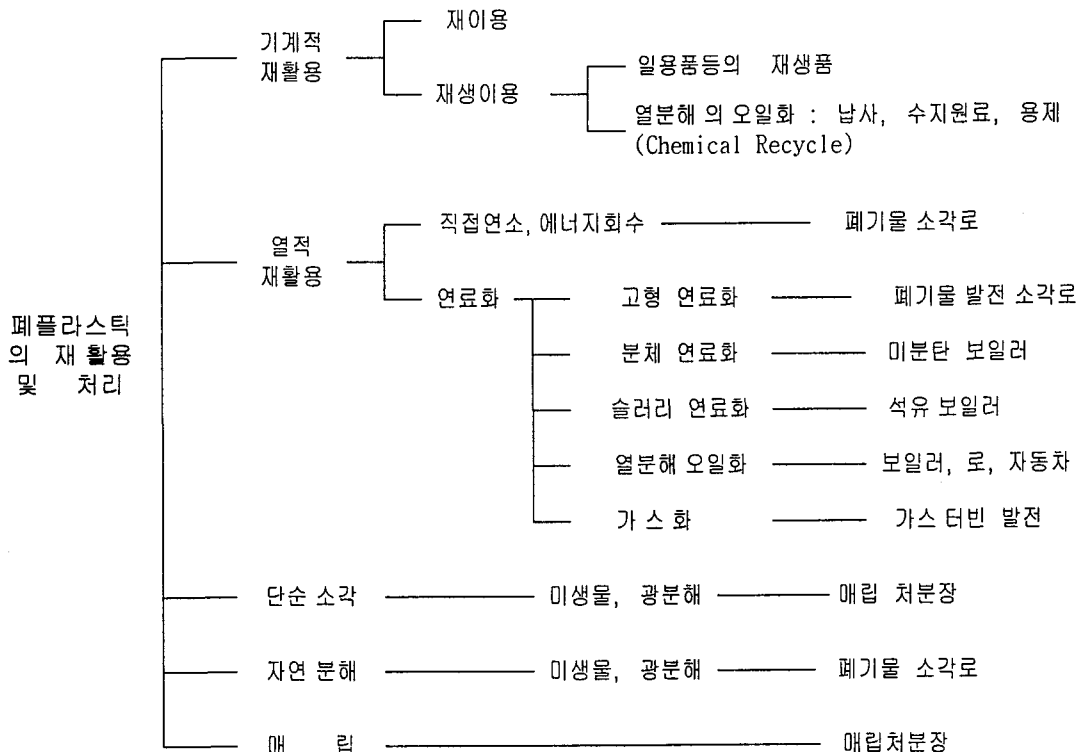 재이용
기계적
재활용
일용품등의 재생품
재생이용
열분해 의 오일화 : 납사, 수지원료, 용제
(Chemical Recycle)
직접연소, 에너지회수 폐기물 소각로
열적
재활용
연료화 고형 연료화 폐기물 발전 소각로
폐플라스틱
의 재 활용
및 처리
분체 연료화 미분탄 보일러
슬러리 연료화 석유 보일러
열분해 오일화 보일러, 로, 자동차
가 스 화 가스 터빈 발전
단순 소각 미생물, 광분해 매립 처분장
자연 분해 미생물, 광분해 폐기물 소각로
매 립 매립처분장